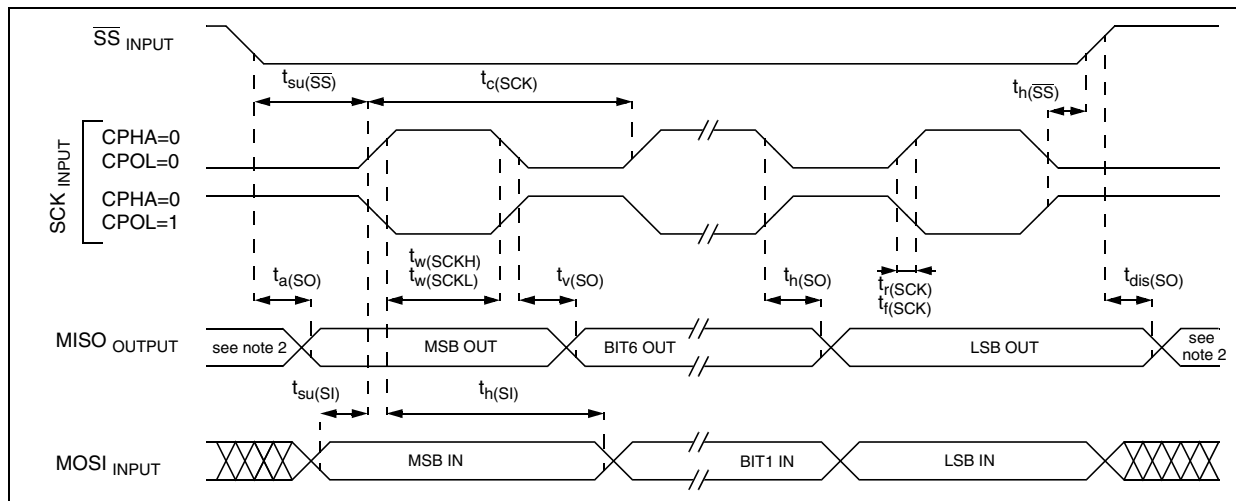 SS INPUT
tsu(SS)
tc(SCK)
th(SS)
SCK INPUT
CPHA=0
CPOL=0
CPHA=0
CPOL=1
ta(SO)
tw(SCKH)
tw(SCKL)
tv(SO)
th(SO)
tr(SCK)
tf(SCK)
tdis(SO)
MISO OUTPUT
see note 2
MSB OUT
BIT6 OUT
LSB OUT
see
note 2
tsu(SI)
th(SI)
MOSI INPUT
MSB IN
BIT1 IN
LSB IN